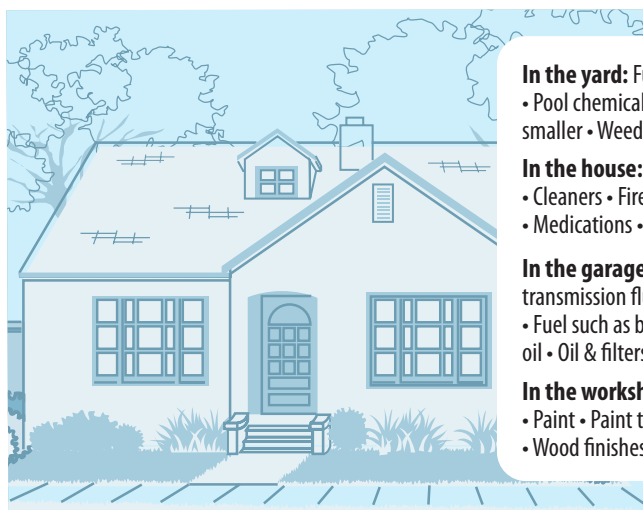 In the yard:
• Pool chemical
smaller • Weed
In the house:
• Cleaners • Fire
• Medications •
In the garage
transmission fl
• Fuel such as b
oil • Oil & filters
In the worksh
• Paint • Paint t
• Wood finishes